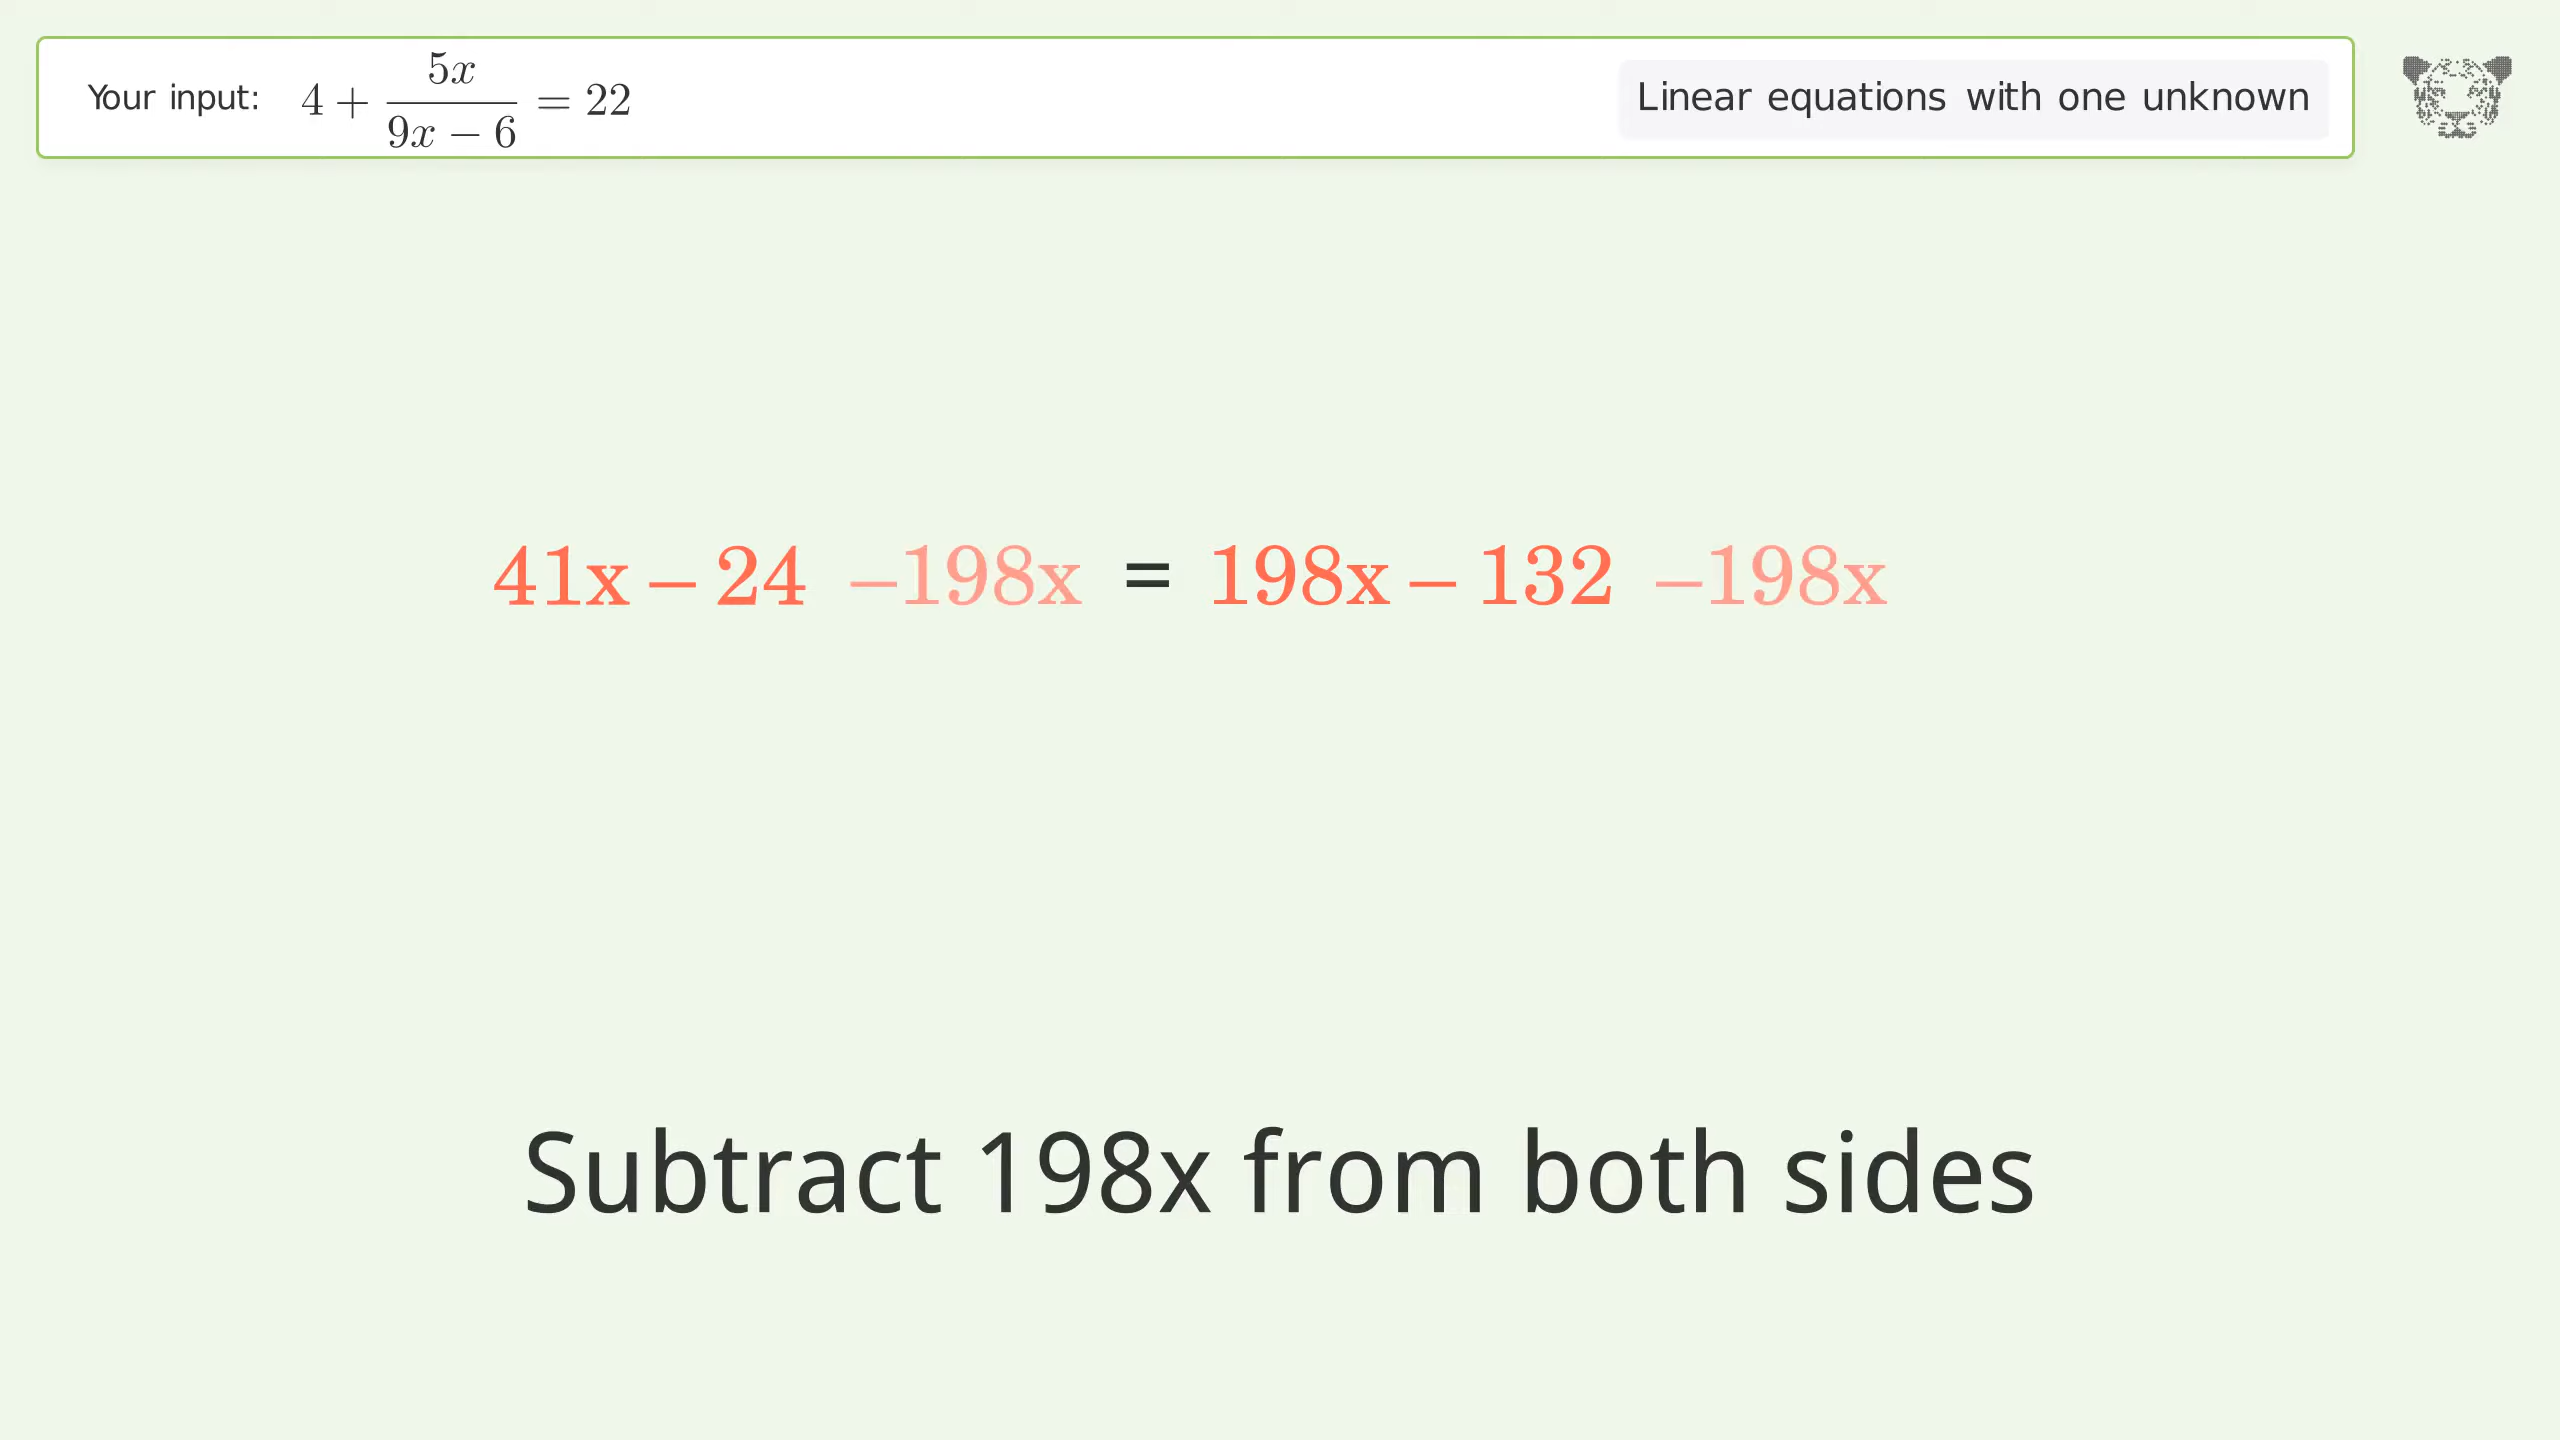 Your input: 4 + \frac{5x}{9x − 6} = 22
Linear equations with one unknown
41x – 24 –198x = 198x – 132 –198x
Subtract 198x from both sides